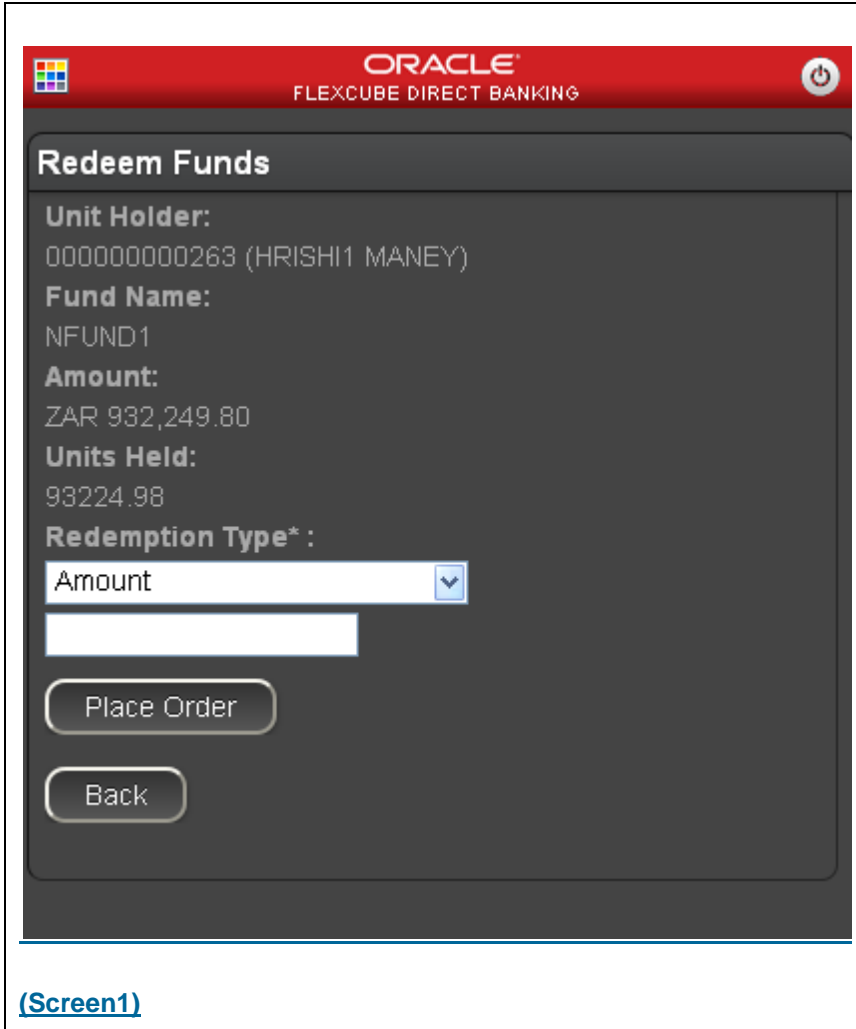 ORACLE
FLEXCUBE DIRECT BANKING
Redeem Funds
Unit Holder:
000000000263 (HRISHI1 MANEY)
Fund Name:
NFUND1
Amount:
ZAR 932,249.80
Units Held:
93224.98
Redemption Type* :
Amount
Place Order
Back
(Screen1)